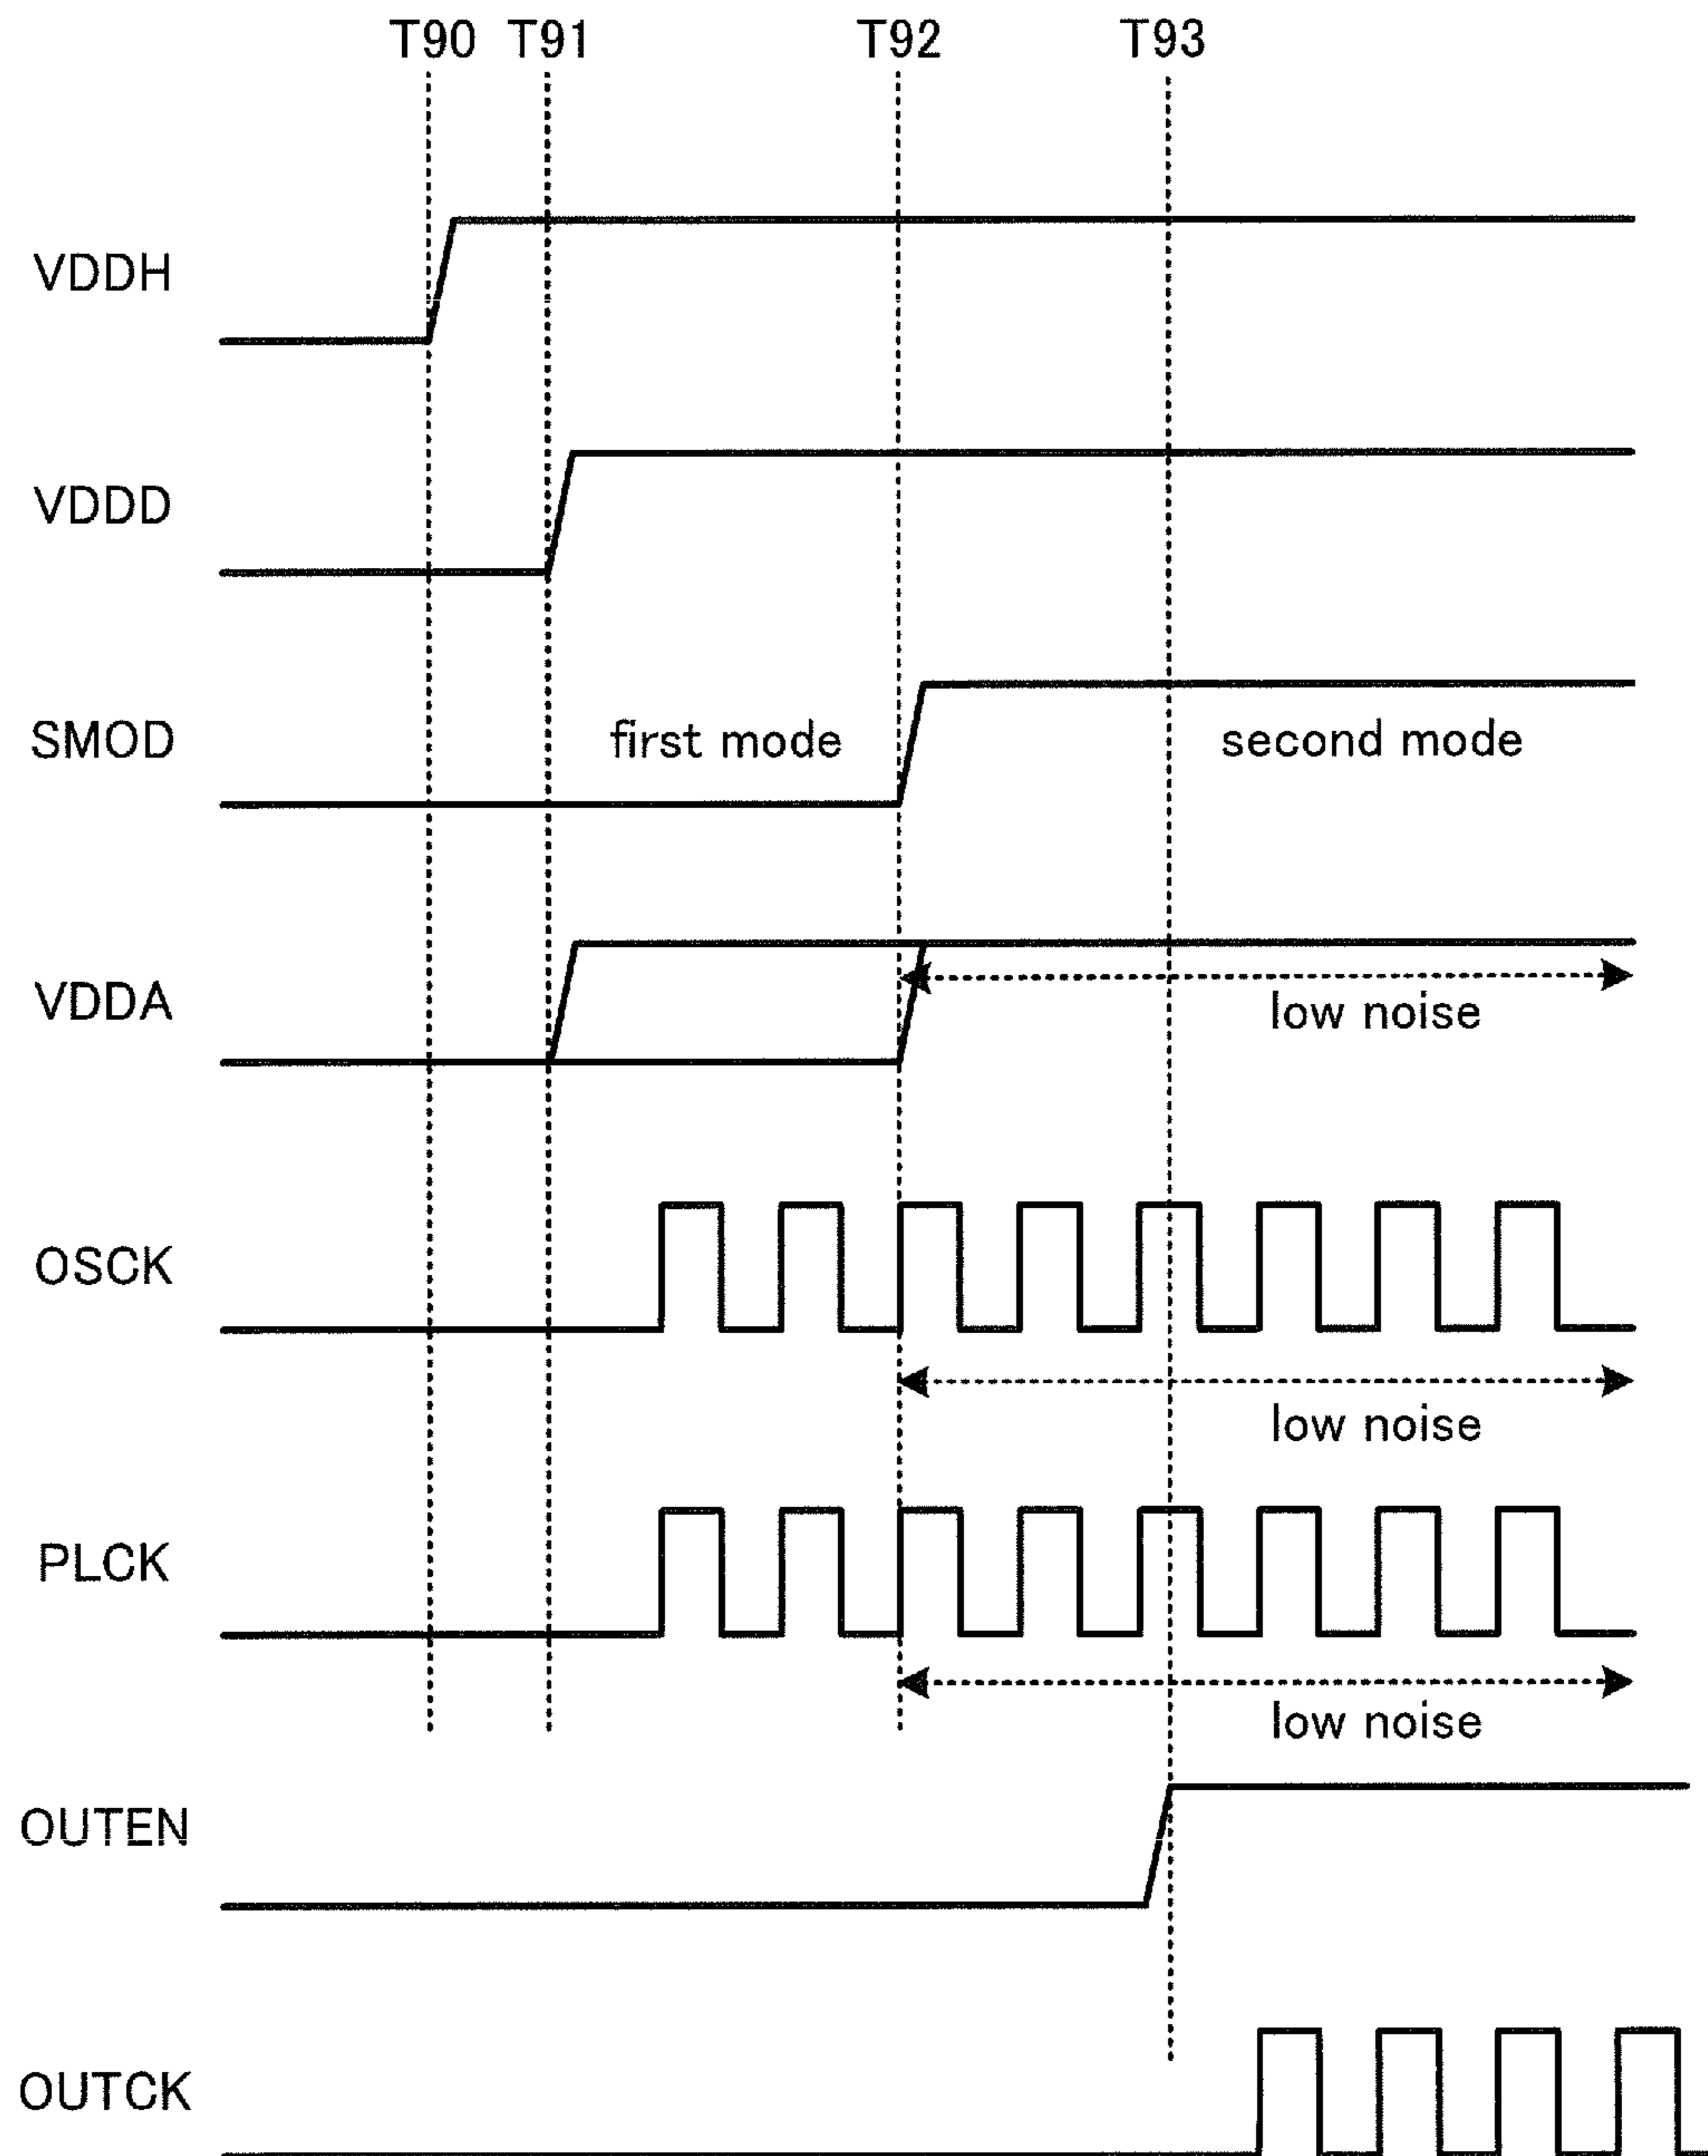 T90 T91 T92 T93
VDDH
VDDD
SMOD first mode second mode
VDDA low noise
OSCK
low noise
PLCK
low noise
OUTEN
OUTCK